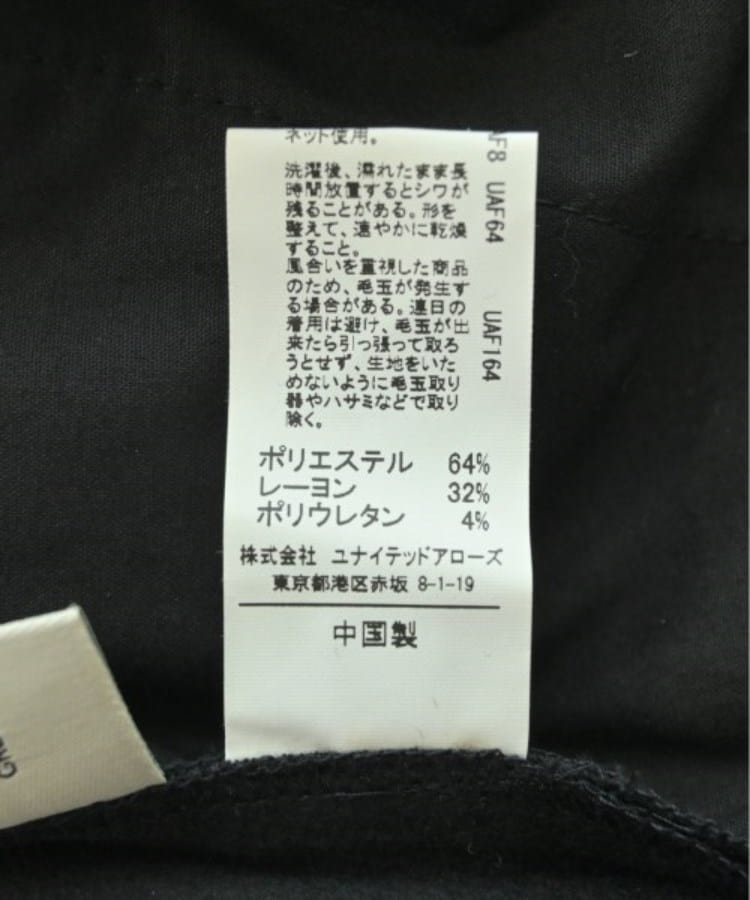 ネット使用。
洗濯後、濡れたまま長
時間放置するとシワが
残ることがある。形を
整えて、速やかに乾燥
すること。
風合いを重視した商品
のため、毛玉が発生す
る場合がある。連日の
着用は避け、毛玉が出
来たら引っ張って取ろ
うとせず、生地をいた
めないように毛玉取り
器やハサミなどで取り
除く。
AF8 UAF64 UAF164
ポリエステル 64%
レーヨン 32%
ポリウレタン 4%
株式会社 ユナイテッドアローズ
東京都港区赤坂 8-1-19
中国製